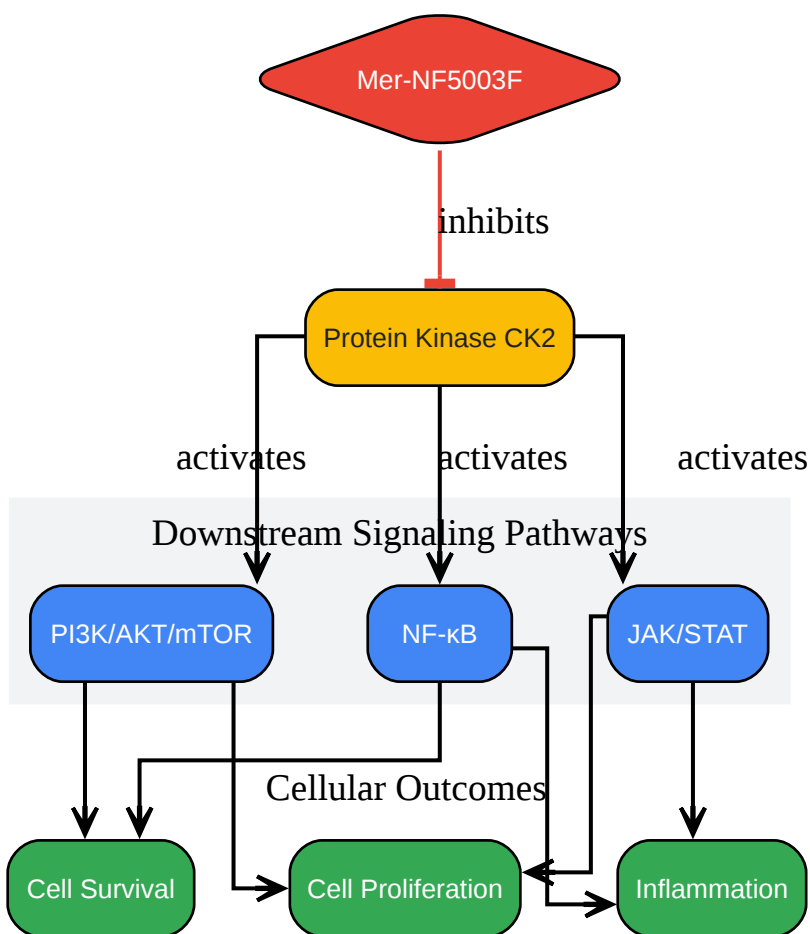 Mer-NF5003F
inhibits
Protein Kinase CK2
activates
activates
activates
Downstream Signaling Pathways
PI3K/AKT/mTOR
NF-κB
JAK/STAT
Cellular Outcomes
Cell Survival
Cell Proliferation
Inflammation